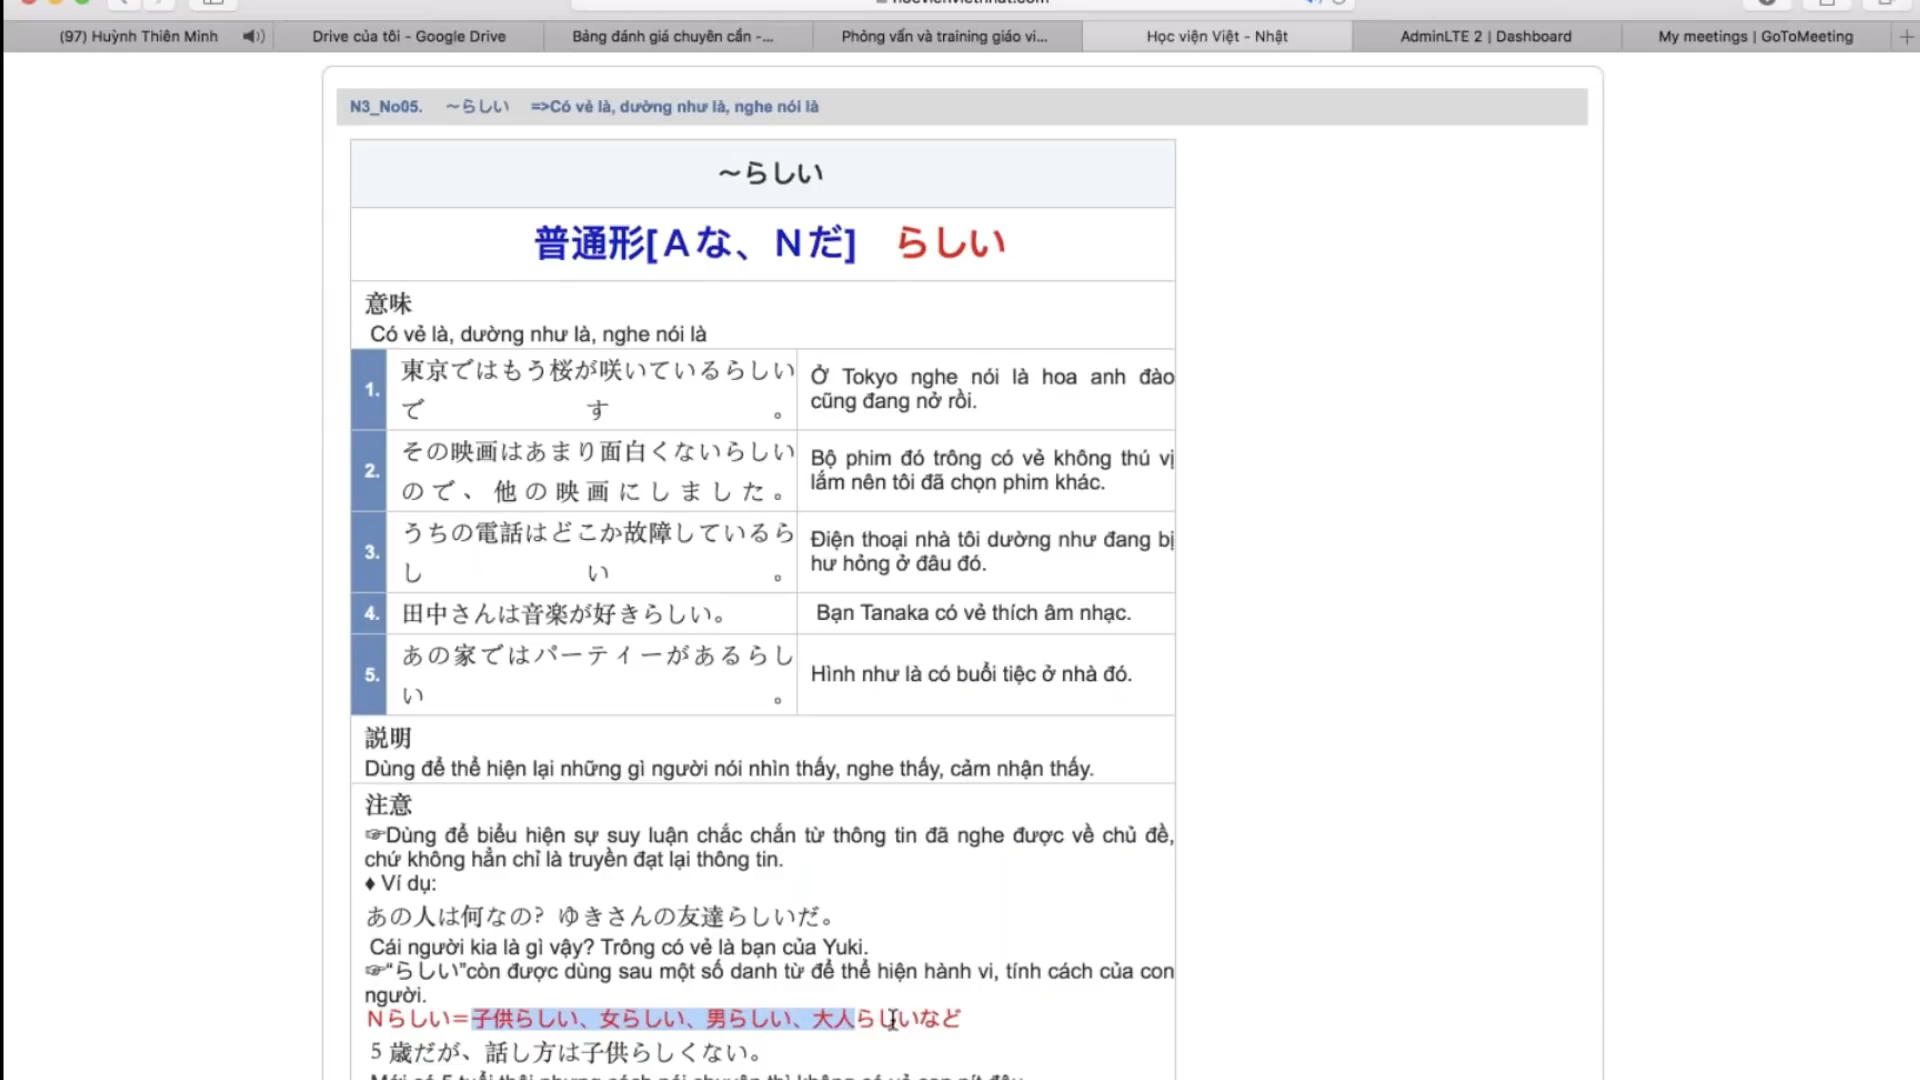 (97) Huỳnh Thiên Minh
Drive của tôi - Google Drive
Bảng đánh giá chuyên cần -...
Phỏng vấn và training giáo vi...
Học viện Việt - Nhật
AdminLTE 2 | Dashboard
My meetings | GoToMeeting
N3_No05. ～らしい =>Có vẻ là, dường như là, nghe nói là
～らしい
普通形[Ａな、Ｎだ] らしい
意味
Có vẻ là, dường như là, nghe nói là
1.
東京ではもう桜が咲いているらしい
です。
Ở Tokyo nghe nói là hoa anh đào
cũng đang nở rồi.
2.
その映画はあまり面白くないらしい
ので、他の映画にしました。
Bộ phim đó trông có vẻ không thú vị
lắm nên tôi đã chọn phim khác.
3.
うちの電話はどこか故障しているら
しい。
Điện thoại nhà tôi dường như đang bị
hư hỏng ở đâu đó.
4.
田中さんは音楽が好きらしい。
Bạn Tanaka có vẻ thích âm nhạc.
5.
あの家ではパーティーがあるらし
い。
Hình như là có buổi tiệc ở nhà đó.
説明
Dùng để thể hiện lại những gì người nói nhìn thấy, nghe thấy, cảm nhận thấy.
注意
☞Dùng để biểu hiện sự suy luận chắc chắn từ thông tin đã nghe được về chủ đề,
chứ không hẳn chỉ là truyền đạt lại thông tin.
♦ Ví dụ:
あの人は何なの? ゆきさんの友達らしいだ。
Cái người kia là gì vậy? Trông có vẻ là bạn của Yuki.
☞“らしい”còn được dùng sau một số danh từ để thể hiện hành vi, tính cách của con
người.
Ｎらしい＝子供らしい、女らしい、男らしい、大人らしいなど
5 歳だが、話し方は子供らしくない。